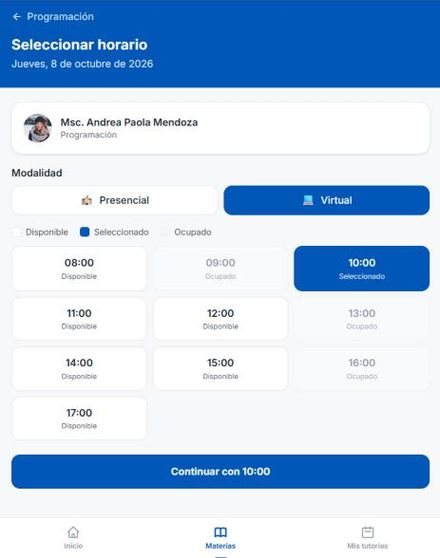 ← Programación
Seleccionar horario
Jueves, 8 de octubre de 2026
Msc. Andrea Paola Mendoza
Programación
Modalidad
Presencial Virtual
Disponible Seleccionado Ocupado
08:00 09:00 10:00
Disponible Ocupado Seleccionado
11:00 12:00 13:00
Disponible Disponible Ocupado
14:00 15:00 16:00
Disponible Disponible Ocupado
17:00
Disponible
Continuar con 10:00
Inicio Materias Mis tutorías